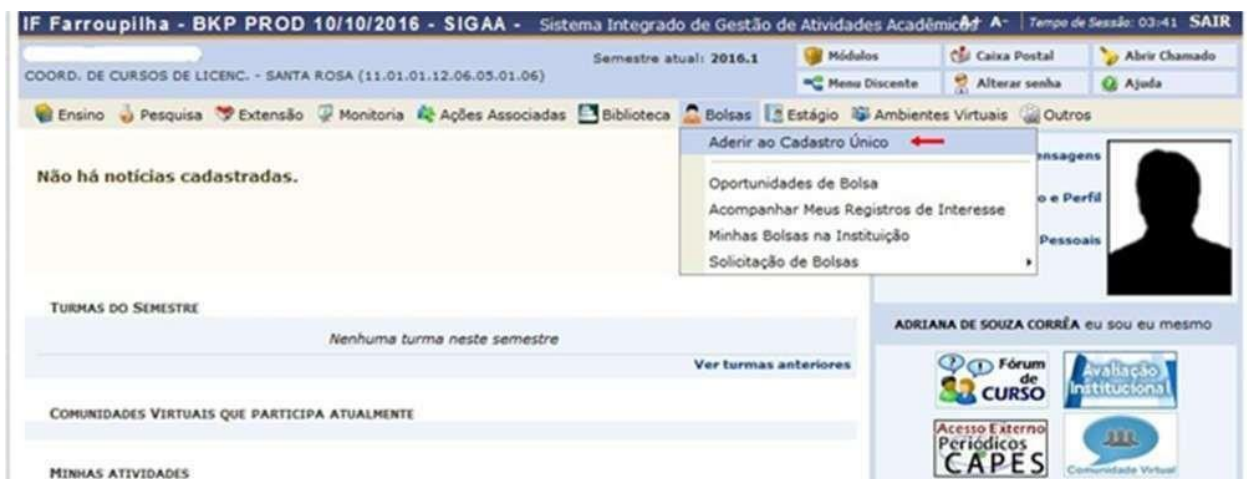 IF Farroupilha - BKP PROD 10/10/2016 - SIGAA - Sistema Integrado de Gestão de Atividades Acadêmicas A+ A- Tempo de Sessão: 03:41 SAIR
Semestre atual: 2016.1
Módulos
Caixa Postal
Abrir Chamado
COORD. DE CURSOS DE LICENC. - SANTA ROSA (11.01.01.12.06.05.01.06)
Menu Discente
Alterar senha
Ajuda
Ensino Pesquisa Extensão Monitoria Ações Associadas Biblioteca Bolsas Estágio Ambientes Virtuais Outros
Aderir ao Cadastro Único
Oportunidades de Bolsa
Acompanhar Meus Registros de Interesse
Minhas Bolsas na Instituição
Solicitação de Bolsas
Não há notícias cadastradas.
ensagens
o e Perfil
Pessoais
TURMAS DO SEMESTRE
Nenhuma turma neste semestre
Ver turmas anteriores
COMUNIDADES VIRTUAIS QUE PARTICIPA ATUALMENTE
MINHAS ATIVIDADES
ADRIANA DE SOUZA CORRÊA eu sou eu mesmo
Fórum
de
CURSO
Avaliação
Institucional
Acesso Externo
Periódicos
CAPES
Comunidade Virtual